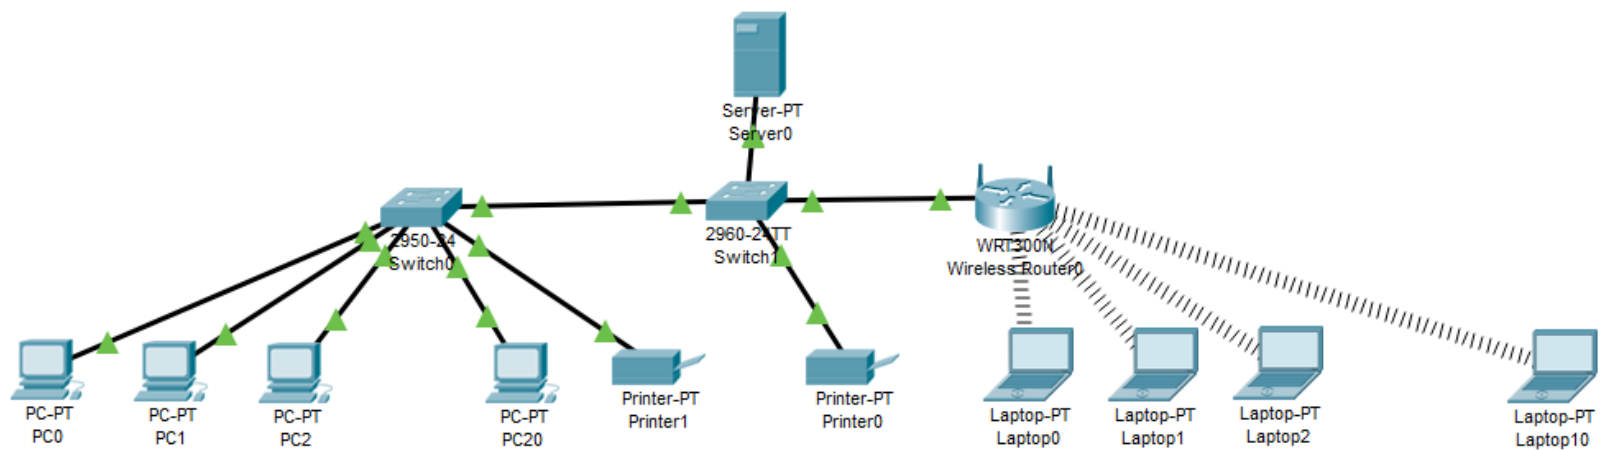 Server-PT
Server0
2950-24
Switch0
2960-24TT
Switch1
WRT300N
Wireless Router0
PC-PT
PC0
PC-PT
PC1
PC-PT
PC2
PC-PT
PC20
Printer-PT
Printer1
Printer-PT
Printer0
Laptop-PT
Laptop0
Laptop-PT
Laptop1
Laptop-PT
Laptop2
Laptop-PT
Laptop10